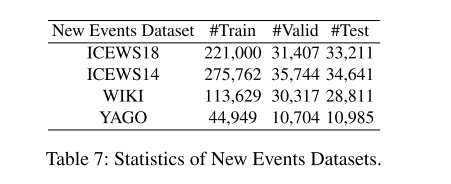 New Events Dataset #Train #Valid #Test
ICEWS18 221,000 31,407 33,211
ICEWS14 275,762 35,744 34,641
WIKI 113,629 30,317 28,811
YAGO 44,949 10,704 10,985
Table 7: Statistics of New Events Datasets.